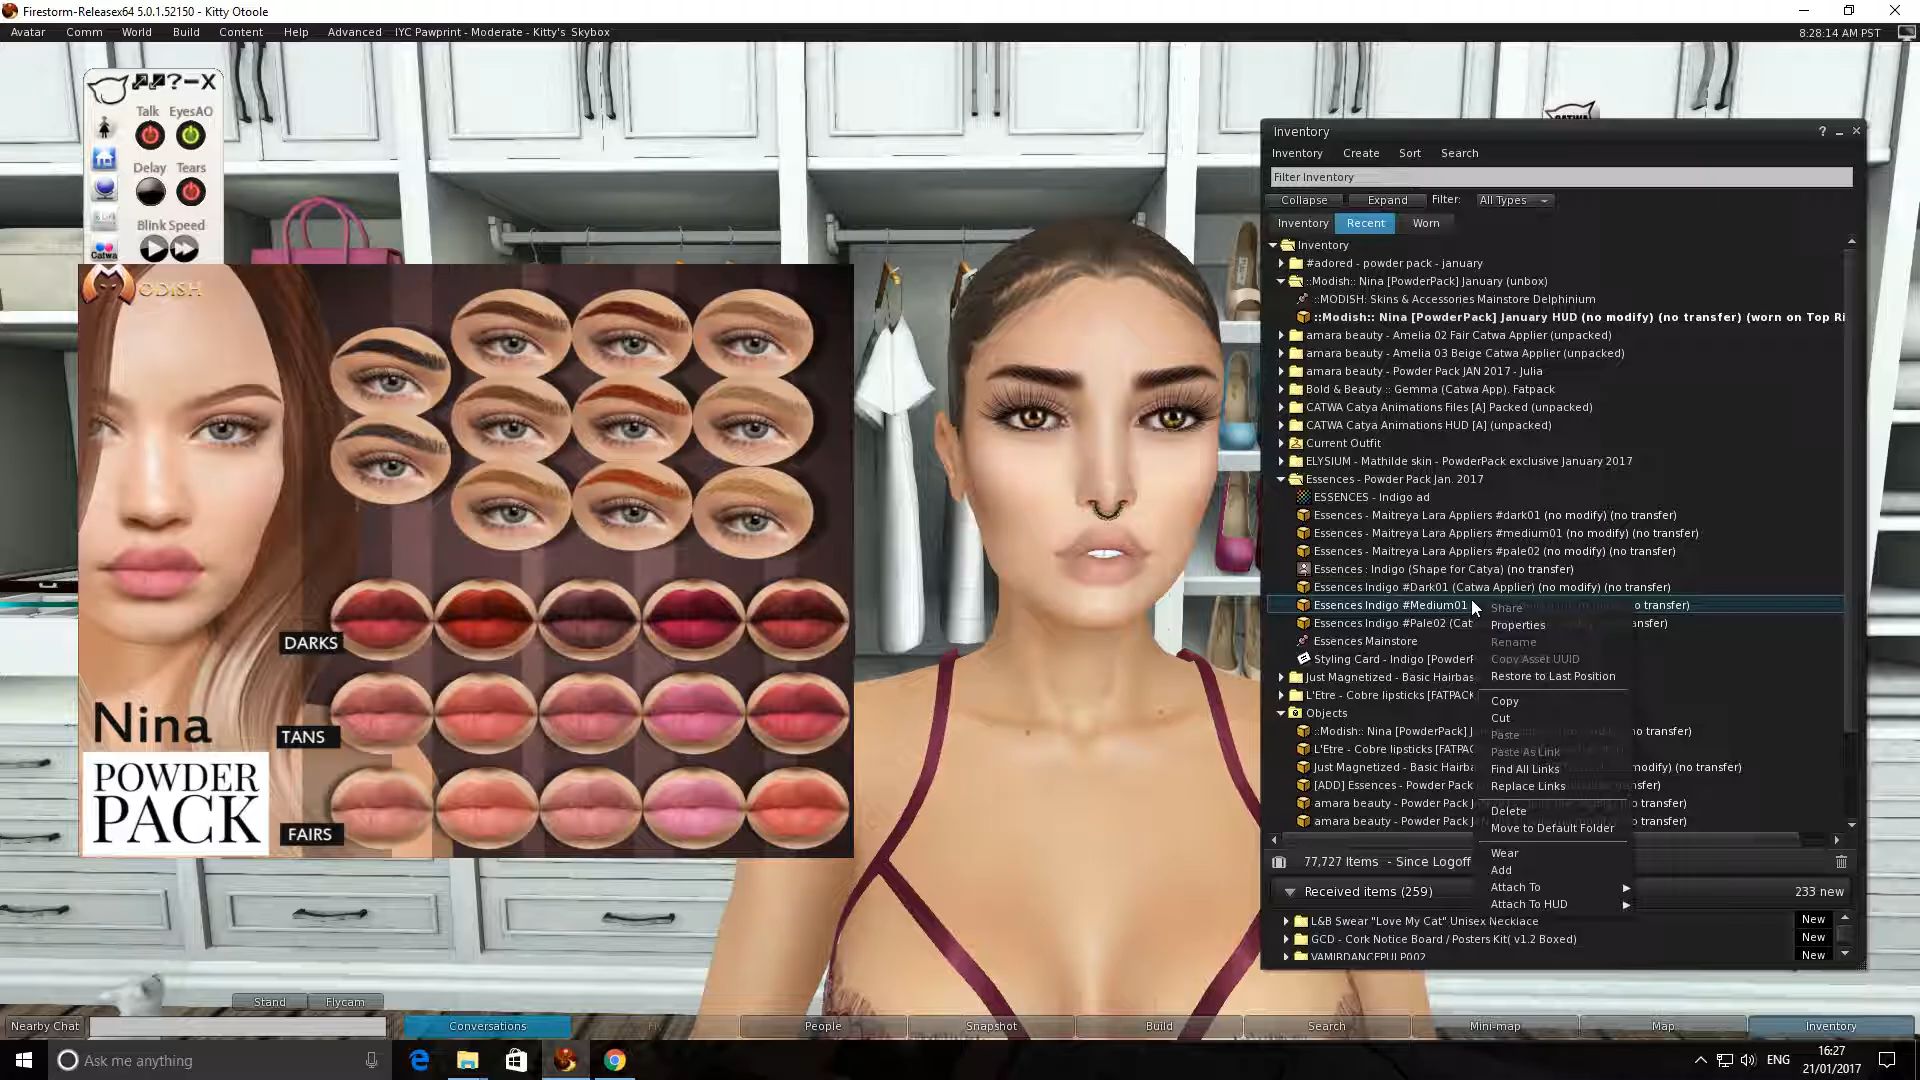 Firestorm-Releasex64 5.0.1.52150 - Kitty Otoole
Avatar Comm World Build Content Help Advanced IYC Pawprint - Moderate - Kitty's Skybox
8:28:14 AM PST
? - X
Talk EyesAO
Delay Tears
Blink Speed
Catwa
ODISH
DARKS
TANS
FAIRS
Nina
POWDER
PACK
CATWA
Inventory
Inventory Create Sort Search
Filter Inventory
Collapse Expand Filter: All Types
Inventory Recent Worn
Inventory
#adored - powder pack - january
::Modish:: Nina [PowderPack] January (unbox)
::MODISH: Skins & Accessories Mainstore Delphinium
::Modish:: Nina [PowderPack] January HUD (no modify) (no transfer) (worn on Top Ri
amara beauty - Amelia 02 Fair Catwa Applier (unpacked)
amara beauty - Amelia 03 Beige Catwa Applier (unpacked)
amara beauty - Powder Pack JAN 2017 - Julia
Bold & Beauty :: Gemma (Catwa App). Fatpack
CATWA Catya Animations Files [A] Packed (unpacked)
CATWA Catya Animations HUD [A] (unpacked)
Current Outfit
ELYSIUM - Mathilde skin - PowderPack exclusive January 2017
Essences - Powder Pack Jan. 2017
ESSENCES - Indigo ad
Essences - Maitreya Lara Appliers #dark01 (no modify) (no transfer)
Essences - Maitreya Lara Appliers #medium01 (no modify) (no transfer)
Essences - Maitreya Lara Appliers #pale02 (no modify) (no transfer)
Essences : Indigo (Shape for Catya) (no transfer)
Essences Indigo #Dark01 (Catwa Applier) (no modify) (no transfer)
Essences Indigo #Medium01 o transfer)
Essences Indigo #Pale02 (Cat sfer)
Essences Mainstore
Styling Card - Indigo [PowderF
Just Magnetized - Basic Hairbas
L'Etre - Cobre lipsticks [FATPACK
Objects
::Modish:: Nina [PowderPack] J no transfer)
L'Etre - Cobre lipsticks [FATPAC
Just Magnetized - Basic Hairba modify) (no transfer)
[ADD] Essences - Powder Pack sfer)
amara beauty - Powder Pack J o transfer)
amara beauty - Powder Pack J o transfer)
Share
Properties
Rename
Copy Asset UUID
Restore to Last Position
Copy
Cut
Paste
Paste As Link
Find All Links
Replace Links
Delete
Move to Default Folder
Wear
Add
Attach To
Attach To HUD
77,727 Items - Since Logoff
Received items (259) 233 new
L&B Swear "Love My Cat" Unisex Necklace New
GCD - Cork Notice Board / Posters Kit( v1.2 Boxed) New
VAMIRDANCEPULP002 New
Stand Flycam
Nearby Chat Conversations Fly People Snapshot Build Search Mini-map Map Inventory
Ask me anything
ENG
16:27
21/01/2017